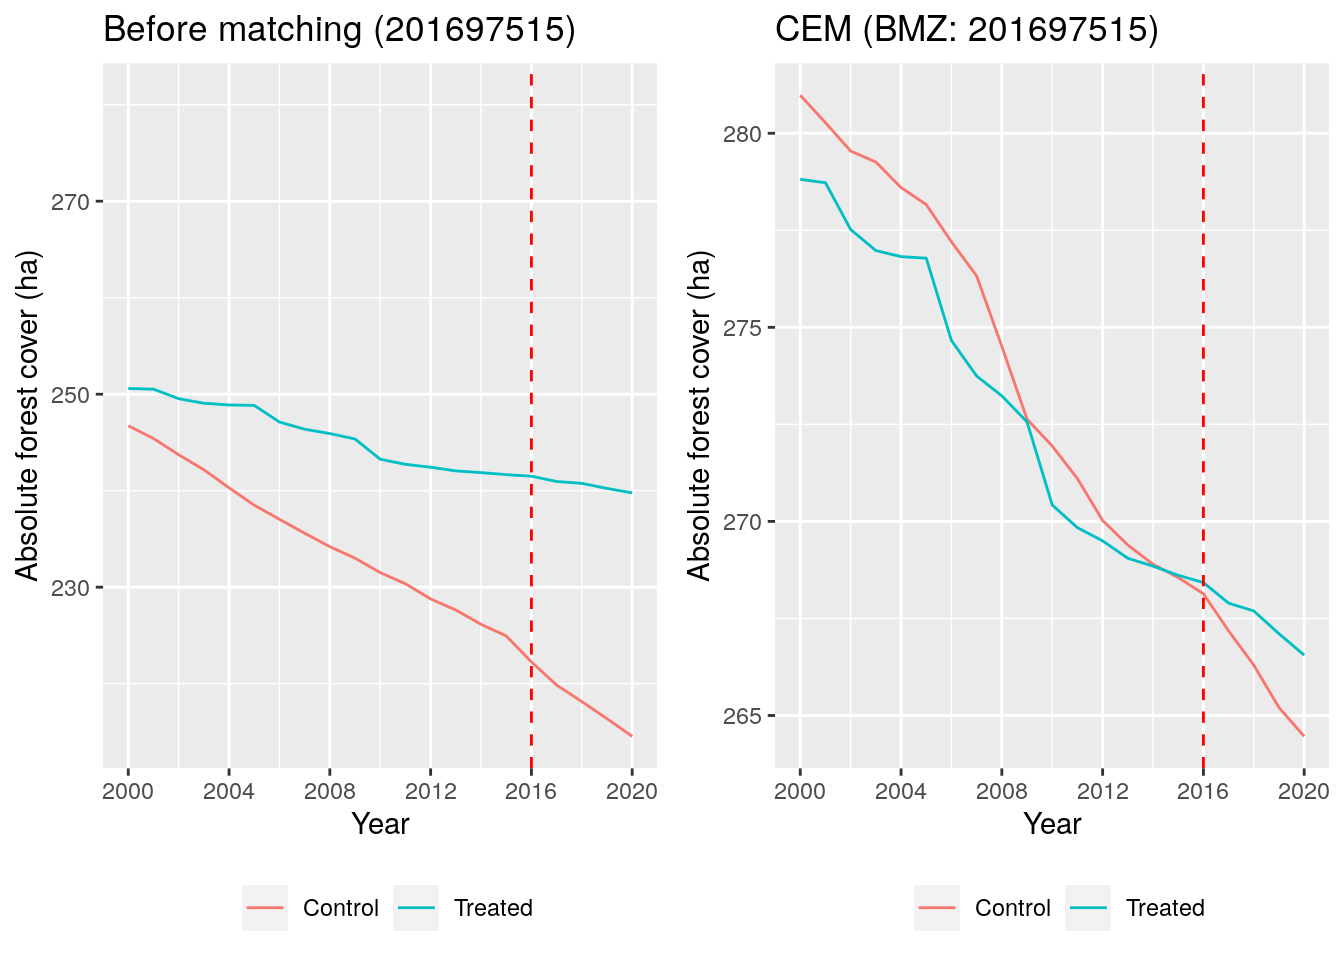 Before matching (201697515)
Absolute forest cover (ha)
270
250
230
2000 2004 2008 2012 2016 2020
Year
Control Treated
CEM (BMZ: 201697515)
Absolute forest cover (ha)
280
275
270
265
2000 2004 2008 2012 2016 2020
Year
Control Treated